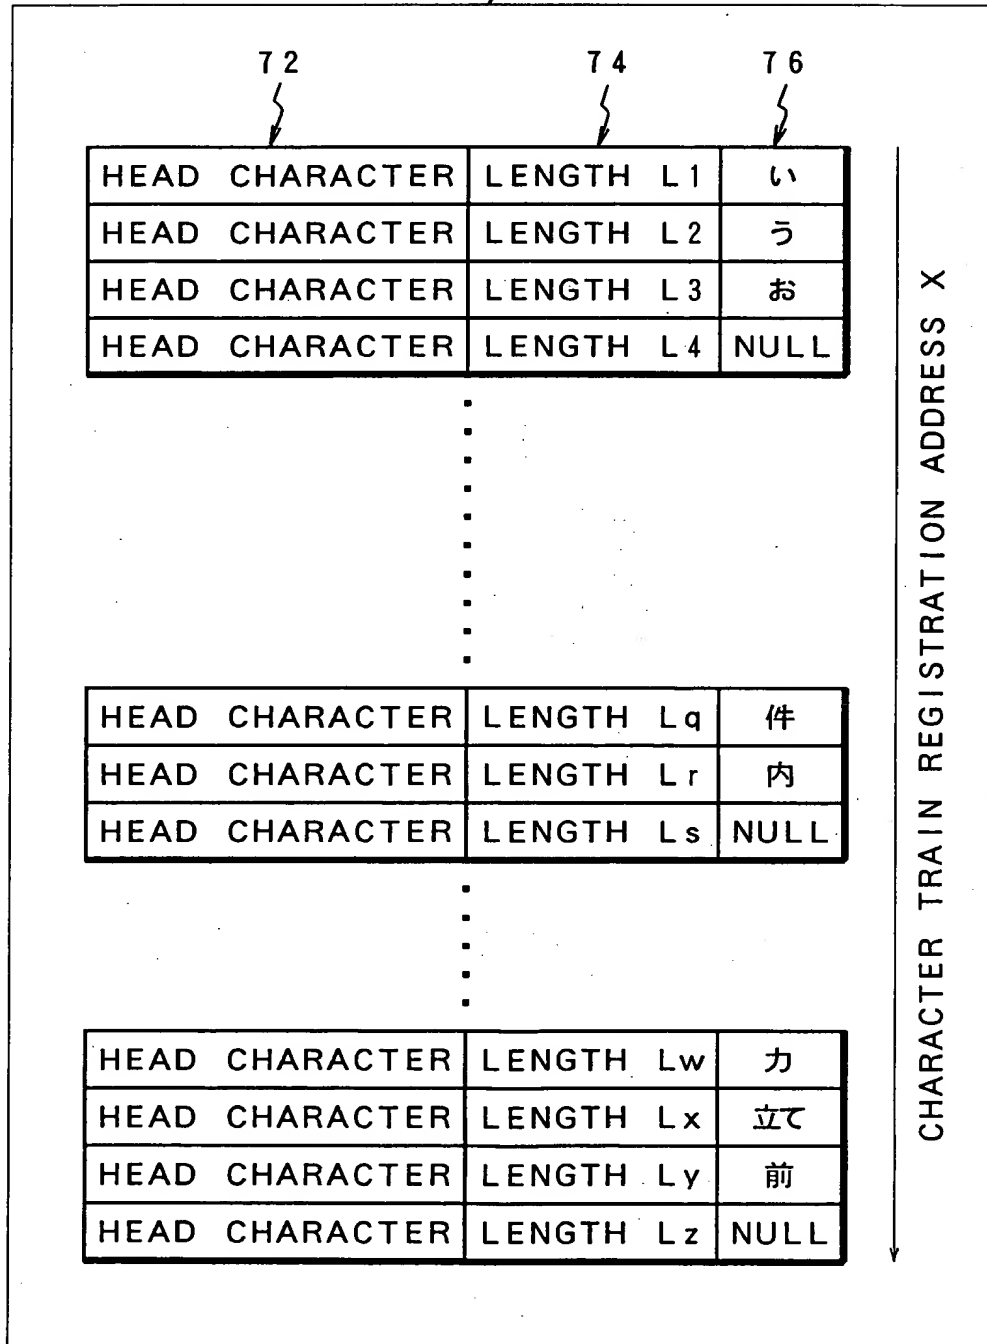 72 74 76
HEAD CHARACTER LENGTH L1 い
HEAD CHARACTER LENGTH L2 う
HEAD CHARACTER LENGTH L3 お
HEAD CHARACTER LENGTH L4 NULL
HEAD CHARACTER LENGTH Lq 件
HEAD CHARACTER LENGTH Lr 内
HEAD CHARACTER LENGTH Ls NULL
HEAD CHARACTER LENGTH Lw 力
HEAD CHARACTER LENGTH Lx 立て
HEAD CHARACTER LENGTH Ly 前
HEAD CHARACTER LENGTH Lz NULL
CHARACTER TRAIN REGISTRATION ADDRESS X